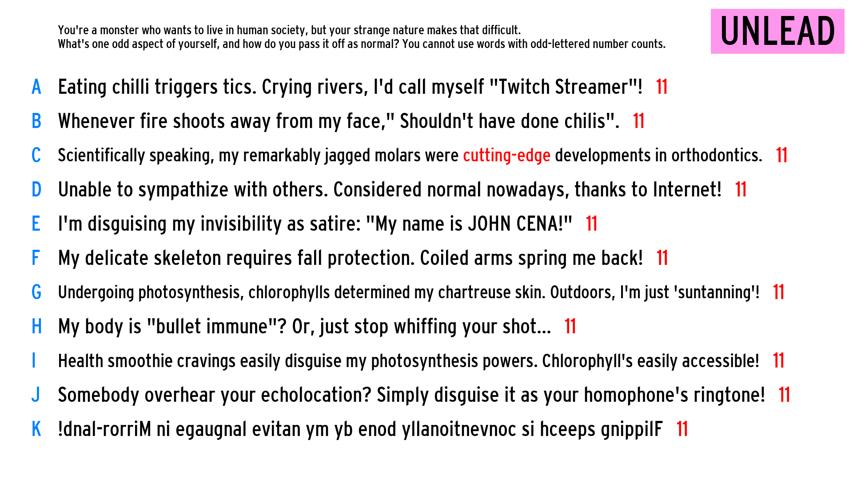 You're a monster who wants to live in human society, but your strange nature makes that difficult.
What's one odd aspect of yourself, and how do you pass it off as normal? You cannot use words with odd-lettered number counts.
UNLEAD
A Eating chilli triggers tics. Crying rivers, I'd call myself "Twitch Streamer"! 11
B Whenever fire shoots away from my face," Shouldn't have done chilis". 11
C Scientifically speaking, my remarkably jagged molars were cutting-edge developments in orthodontics. 11
D Unable to sympathize with others. Considered normal nowadays, thanks to Internet! 11
E I'm disguising my invisibility as satire: "My name is JOHN CENA!" 11
F My delicate skeleton requires fall protection. Coiled arms spring me back! 11
G Undergoing photosynthesis, chlorophylls determined my chartreuse skin. Outdoors, I'm just 'suntanning'! 11
H My body is "bullet immune"? Or, just stop whiffing your shot... 11
I Health smoothie cravings easily disguise my photosynthesis powers. Chlorophyll's easily accessible! 11
J Somebody overhear your echolocation? Simply disguise it as your homophone's ringtone! 11
K !dnal-rorriM ni egaugnal evitan ym yb enod yllanoitnevnoc si hceeps gnippilF 11